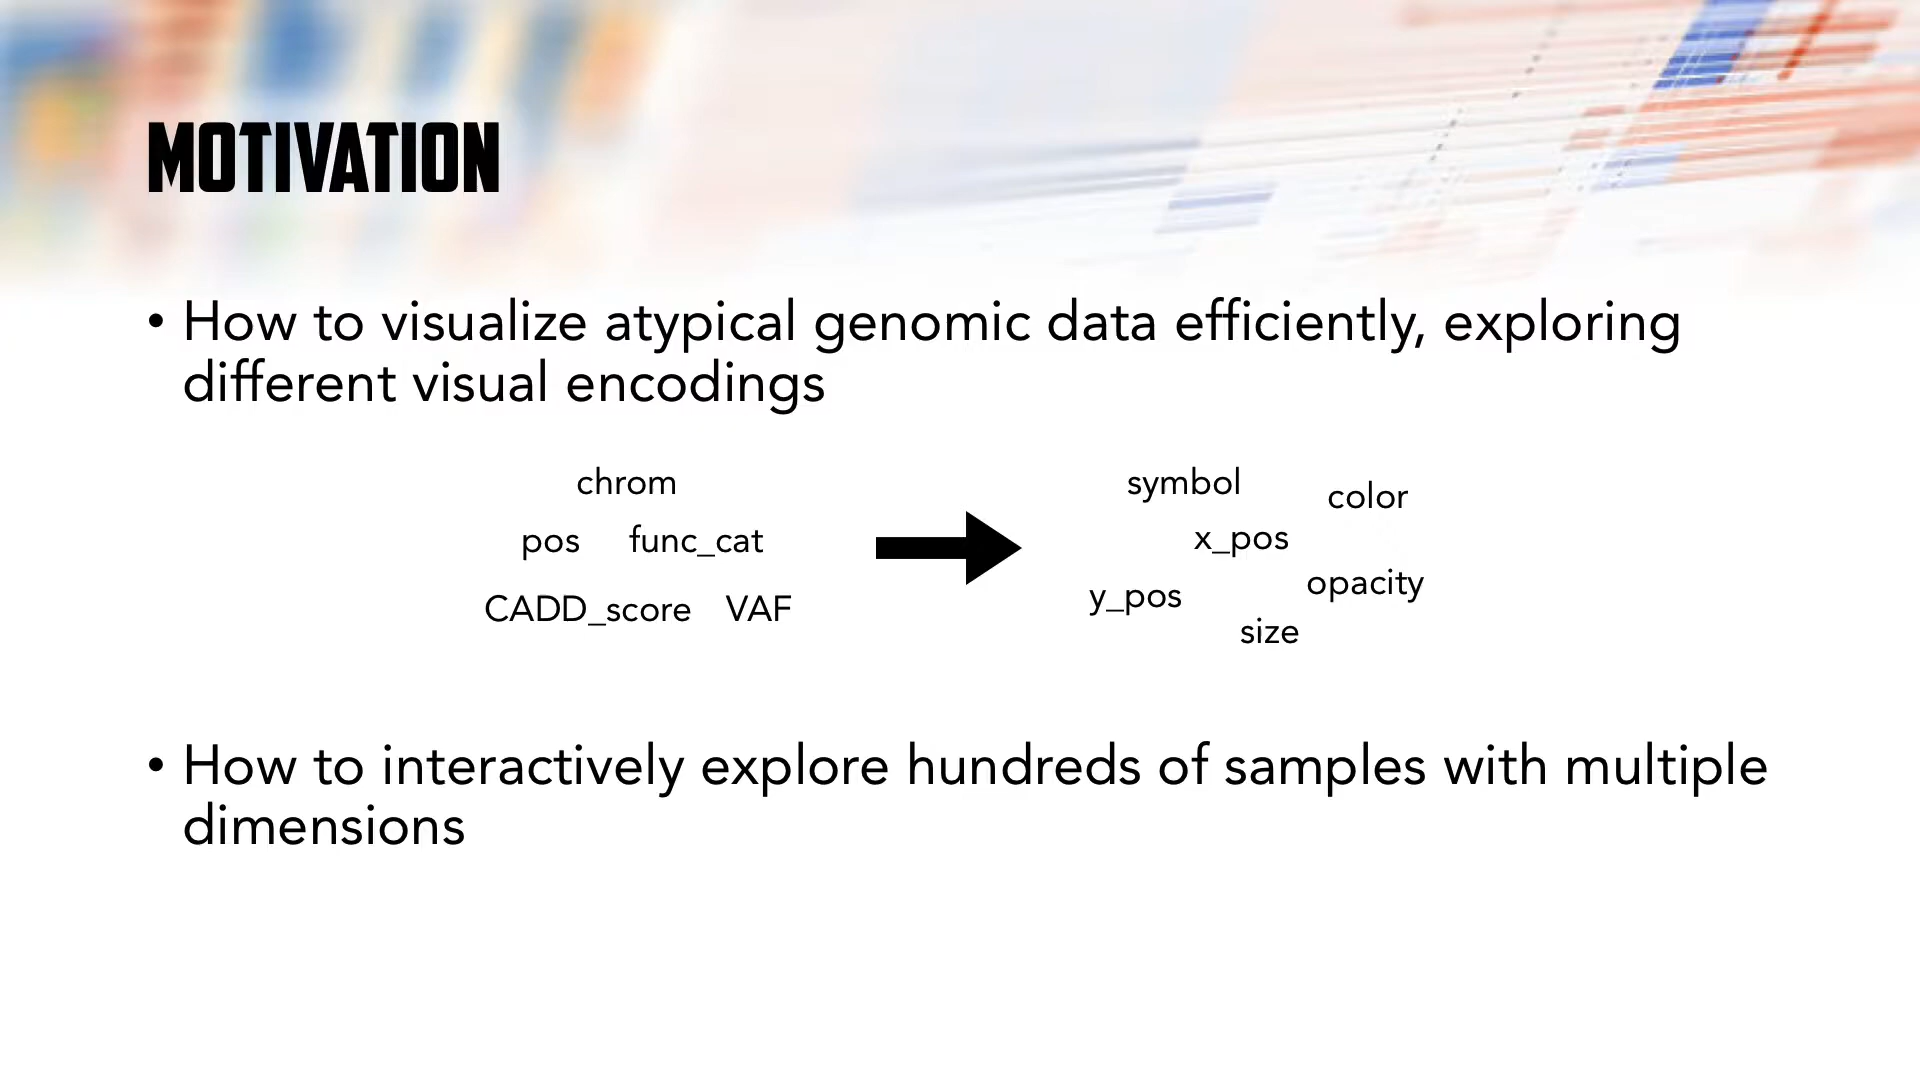 MOTIVATION
• How to visualize atypical genomic data efficiently, exploring
different visual encodings
chrom
pos func_cat
CADD_score VAF
symbol
color
x_pos
opacity
y_pos
size
• How to interactively explore hundreds of samples with multiple
dimensions